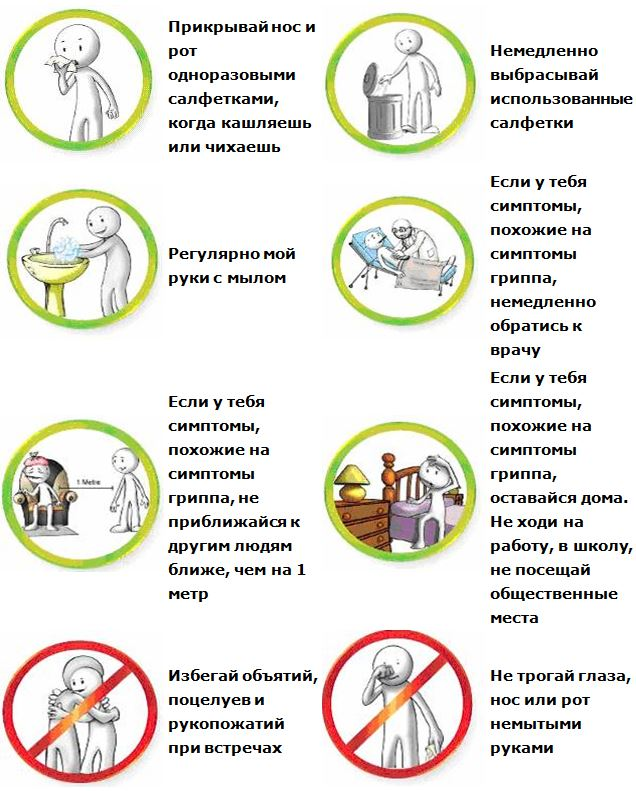 Прикрывай нос и
рот
одноразовыми
салфетками,
когда кашляешь
или чихаешь
Немедленно
выбрасывай
использованные
салфетки
Регулярно мой
руки с мылом
Если у тебя
симптомы,
похожие на
симптомы
гриппа,
немедленно
обратись к
врачу
1 Metre
Если у тебя
симптомы,
похожие на
симптомы
гриппа, не
приближайся к
другим людям
ближе, чем на 1
метр
Если у тебя
симптомы,
похожие на
симптомы
гриппа,
оставайся дома.
Не ходи на
работу, в школу,
не посещай
общественные
места
Избегай объятий,
поцелуев и
рукопожатий
при встречах
Не трогай глаза,
нос или рот
немытыми
руками